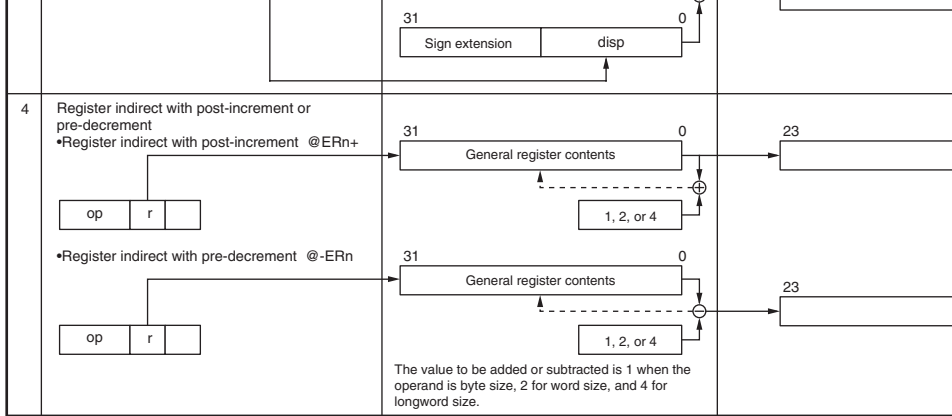 31 0
Sign extension disp
4 Register indirect with post-increment or
pre-decrement
•Register indirect with post-increment @ERn+
31 0
General register contents
23
op r
1, 2, or 4
•Register indirect with pre-decrement @-ERn
31 0
General register contents
23
op r
1, 2, or 4
The value to be added or subtracted is 1 when the
operand is byte size, 2 for word size, and 4 for
longword size.